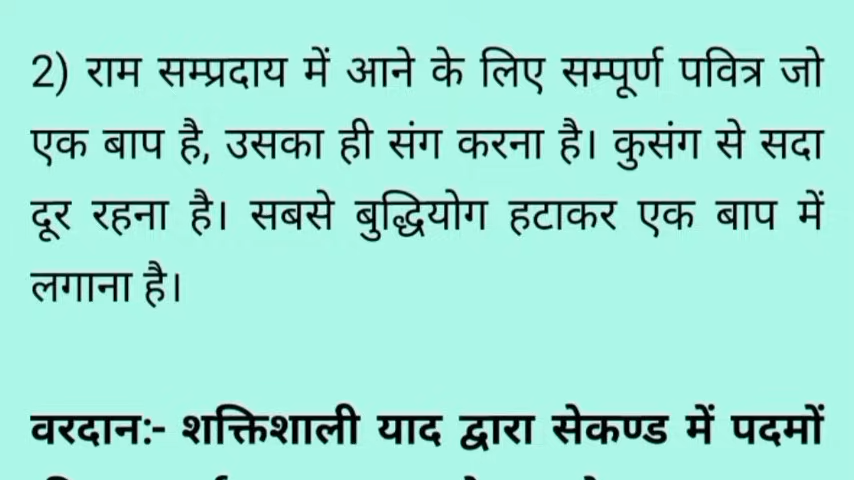 2) राम सम्प्रदाय में आने के लिए सम्पूर्ण पवित्र जो
एक बाप है, उसका ही संग करना है। कुसंग से सदा
दूर रहना है। सबसे बुद्धियोग हटाकर एक बाप में
लगाना है।
वरदान:- शक्तिशाली याद द्वारा सेकण्ड में पदमों